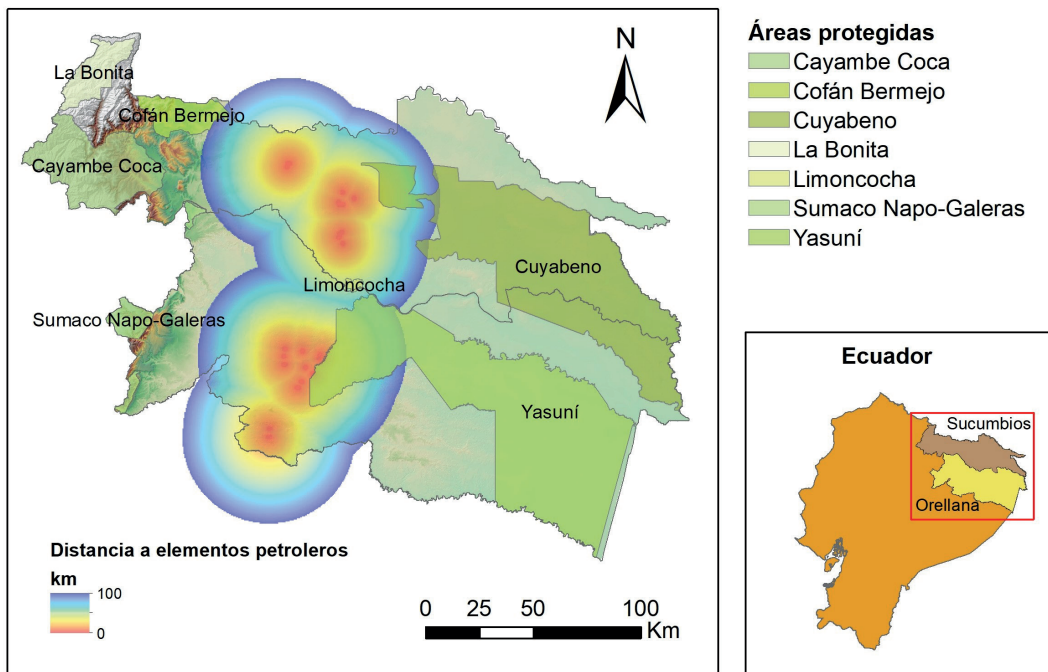 La Bonita
Cofán Bermejo
Cayambe Coca
Limoncocha
Cuyabeno
Sumaco Napo-Galeras
Yasuní
N
Distancia a elementos petroleros
km
100
0
0 25 50 100
Km
Áreas protegidas
Cayambe Coca
Cofán Bermejo
Cuyabeno
La Bonita
Limoncocha
Sumaco Napo-Galeras
Yasuní
Ecuador
Sucumbios
Orellana